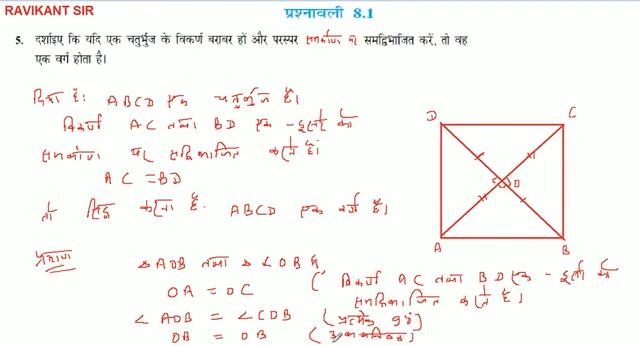 RAVIKANT SIR
प्रश्नावली 8.1
5. दर्शाइए कि यदि एक चतुर्भुज के विकर्ण बराबर हों और परस्पर समकोण पर समद्विभाजित करें, तो वह
एक वर्ग होता है।
दिया है: ABCD एक चतुर्भुज है।
विकर्ण AC तथा BD एक-दूसरे को
समकोण पर समद्विभाजित करते हैं।
AC = BD
तो सिद्ध करना है. ABCD एक वर्ग है।
D C
O
A B
प्रमाण
△AOB तथा △COB में
OA = OC (विकर्ण AC तथा BD एक-दूसरे को
समद्विभाजित करते हैं।
∠AOB = ∠COB (प्रत्येक 90°)
OB = OB (उभयनिष्ठ)